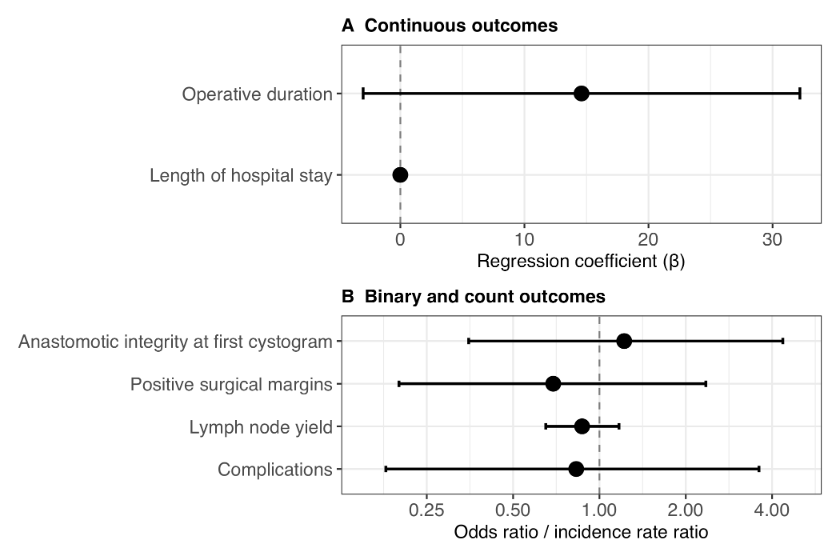 A Continuous outcomes
Operative duration
Length of hospital stay
0 10 20 30
Regression coefficient (β)
B Binary and count outcomes
Anastomotic integrity at first cystogram
Positive surgical margins
Lymph node yield
Complications
0.25 0.50 1.00 2.00 4.00
Odds ratio / incidence rate ratio